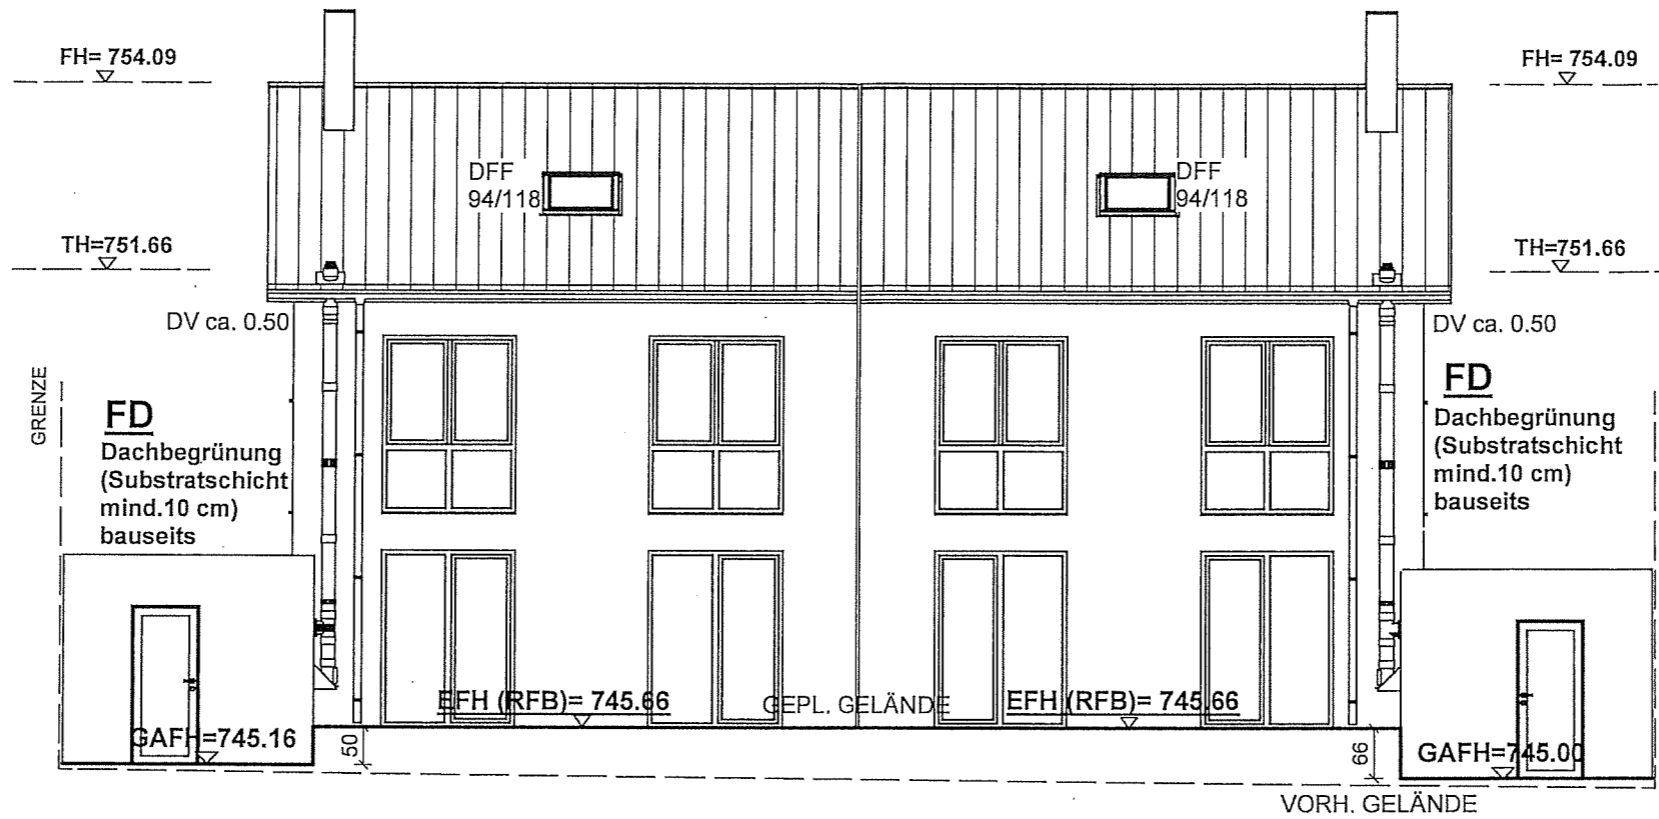 FH= 754.09
FH= 754.09
DFF
94/118
DFF
94/118
TH=751.66
TH=751.66
DV ca. 0.50
DV ca. 0.50
GRENZE
FD
Dachbegrünung
(Substratschicht
mind.10 cm)
bauseits
FD
Dachbegrünung
(Substratschicht
mind.10 cm)
bauseits
EFH (RFB)= 745.66
GEPL. GELÄNDE
EFH (RFB)= 745.66
GAFH=745.16
50
66
GAFH=745.00
VORH. GELÄNDE